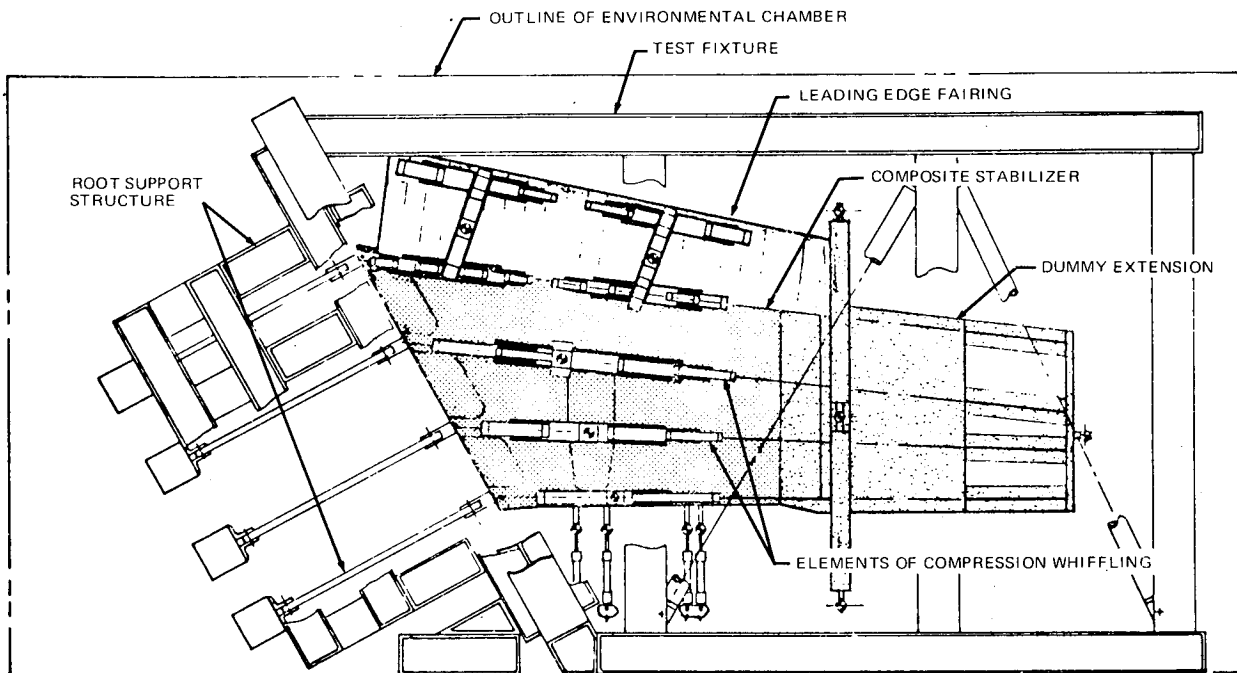 OUTLINE OF ENVIRONMENTAL CHAMBER
TEST FIXTURE
LEADING EDGE FAIRING
ROOT SUPPORT
STRUCTURE
COMPOSITE STABILIZER
DUMMY EXTENSION
ELEMENTS OF COMPRESSION WHIFFLING